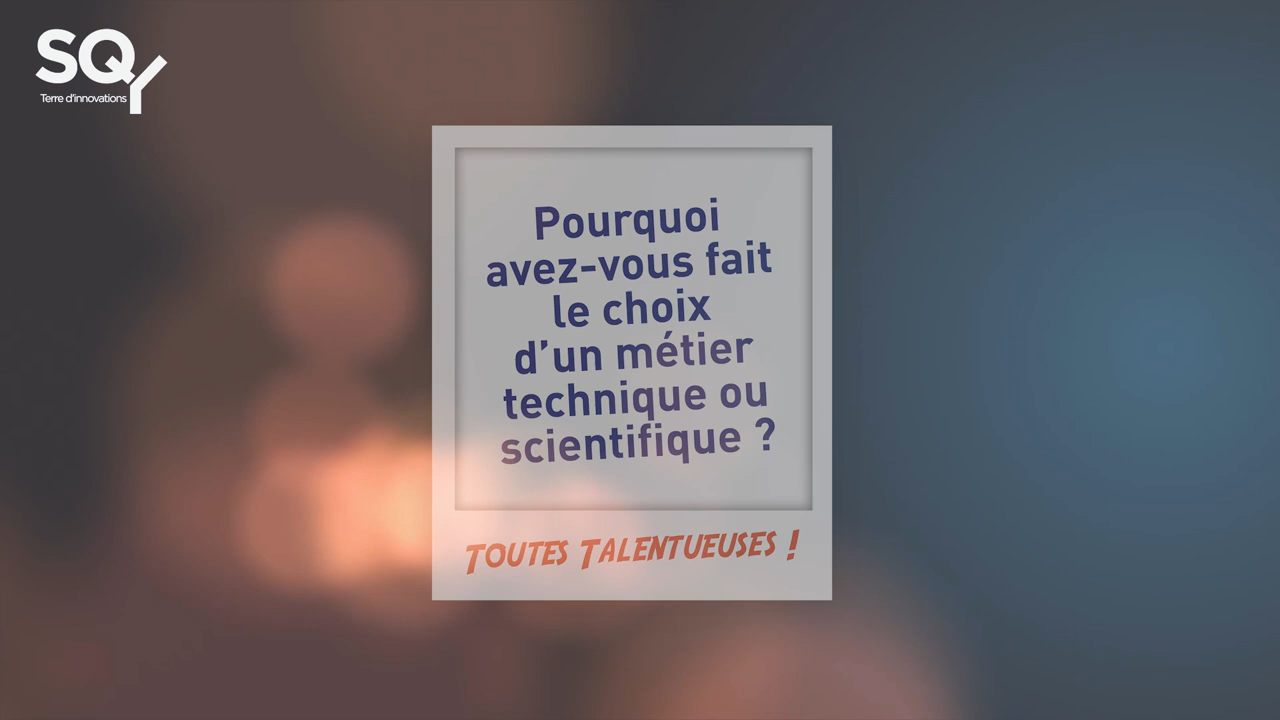 SQY
Terre d'innovations
Pourquoi
avez-vous fait
le choix
d'un métier
technique ou
scientifique ?
TOUTES TALENTUEUSES !